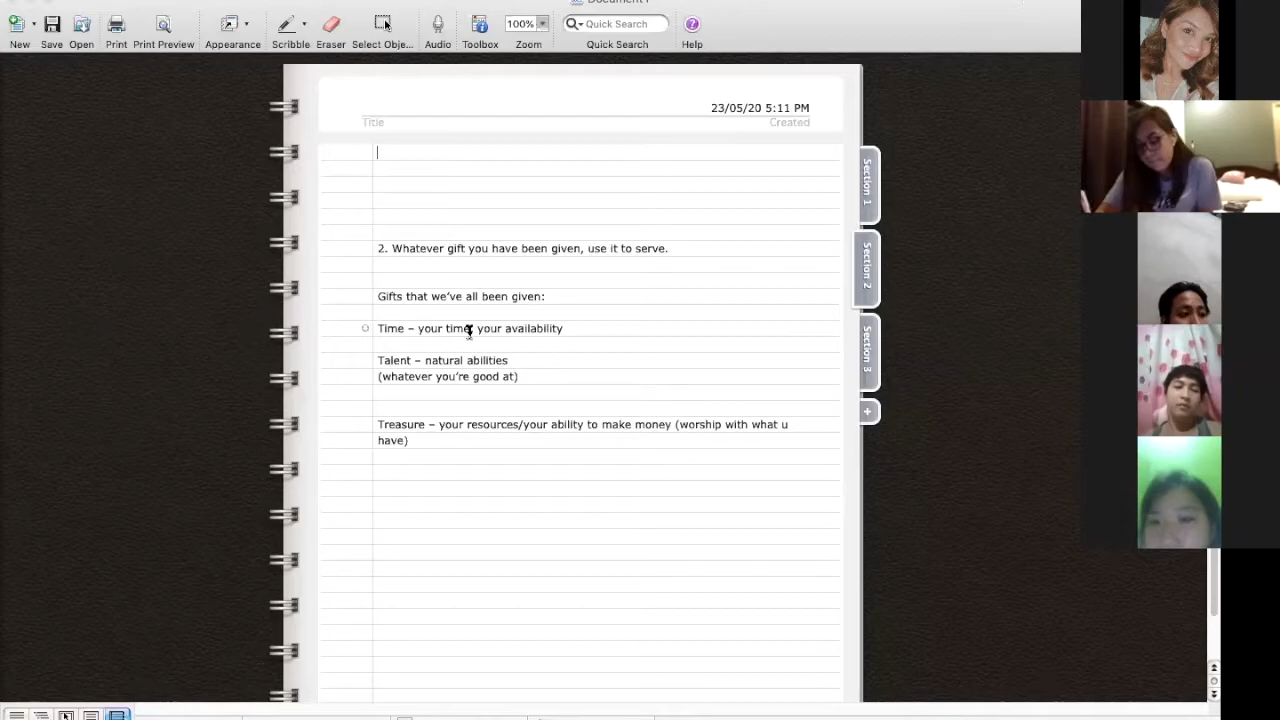 New Save Open Print Print Preview Appearance Scribble Eraser Select Obje... Audio Toolbox 100% Zoom Quick Search Quick Search Help
23/05/20 5:11 PM
Title Created
2. Whatever gift you have been given, use it to serve.
Gifts that we've all been given:
Time – your time, your availability
Talent – natural abilities
(whatever you're good at)
Treasure – your resources/your ability to make money (worship with what u
have)
Section 1
Section 2
Section 3
+